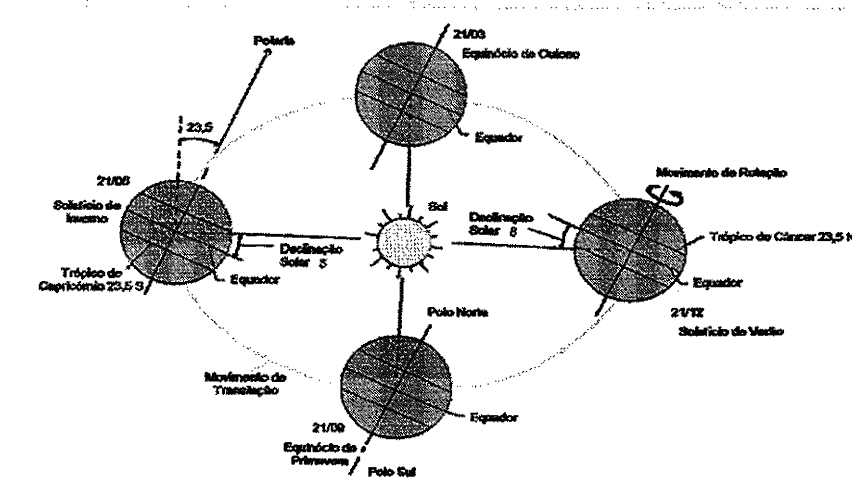 Polaris
21/03
Equinócio de Outono
23,5
Equador
Movimento de Rotação
21/06
Solstício de
Inverno
Sol
Declinação
Solar δ
Declinação
Solar δ
Trópico de Câncer 23,5 N
Trópico de
Capricórnio 23,5 S
Equador
Equador
21/12
Solstício de Verão
Polo Norte
Movimento de
Translação
Equador
21/09
Equinócio de
Primavera
Polo Sul